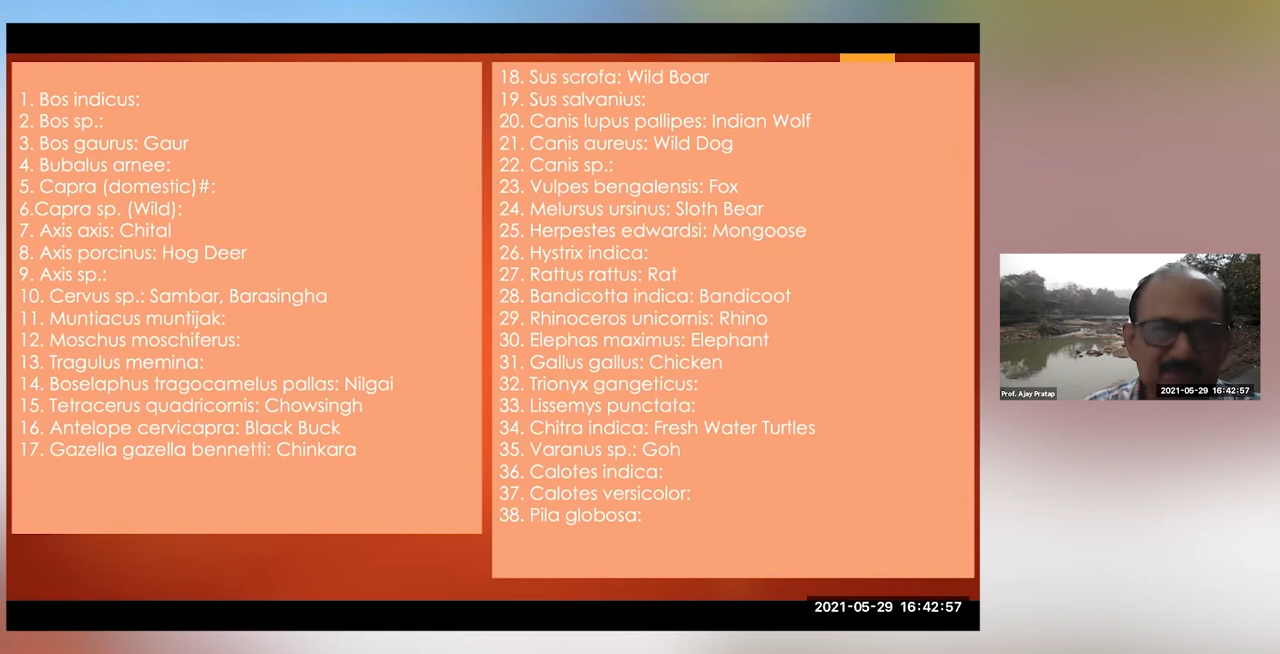 1. Bos indicus:
2. Bos sp.:
3. Bos gaurus: Gaur
4. Bubalus arnee:
5. Capra (domestic)#:
6.Capra sp. (Wild):
7. Axis axis: Chital
8. Axis porcinus: Hog Deer
9. Axis sp.:
10. Cervus sp.: Sambar, Barasingha
11. Muntiacus muntijak:
12. Moschus moschiferus:
13. Tragulus memina:
14. Boselaphus tragocamelus pallas: Nilgai
15. Tetracerus quadricornis: Chowsingh
16. Antelope cervicapra: Black Buck
17. Gazella gazella bennetti: Chinkara
18. Sus scrofa: Wild Boar
19. Sus salvanius:
20. Canis lupus pallipes: Indian Wolf
21. Canis aureus: Wild Dog
22. Canis sp.:
23. Vulpes bengalensis: Fox
24. Melursus ursinus: Sloth Bear
25. Herpestes edwardsi: Mongoose
26. Hystrix indica:
27. Rattus rattus: Rat
28. Bandicotta indica: Bandicoot
29. Rhinoceros unicornis: Rhino
30. Elephas maximus: Elephant
31. Gallus gallus: Chicken
32. Trionyx gangeticus:
33. Lissemys punctata:
34. Chitra indica: Fresh Water Turtles
35. Varanus sp.: Goh
36. Calotes indica:
37. Calotes versicolor:
38. Pila globosa:
2021-05-29 16:42:57
2021-05-29 16:42:57
Prof. Ajay Pratap